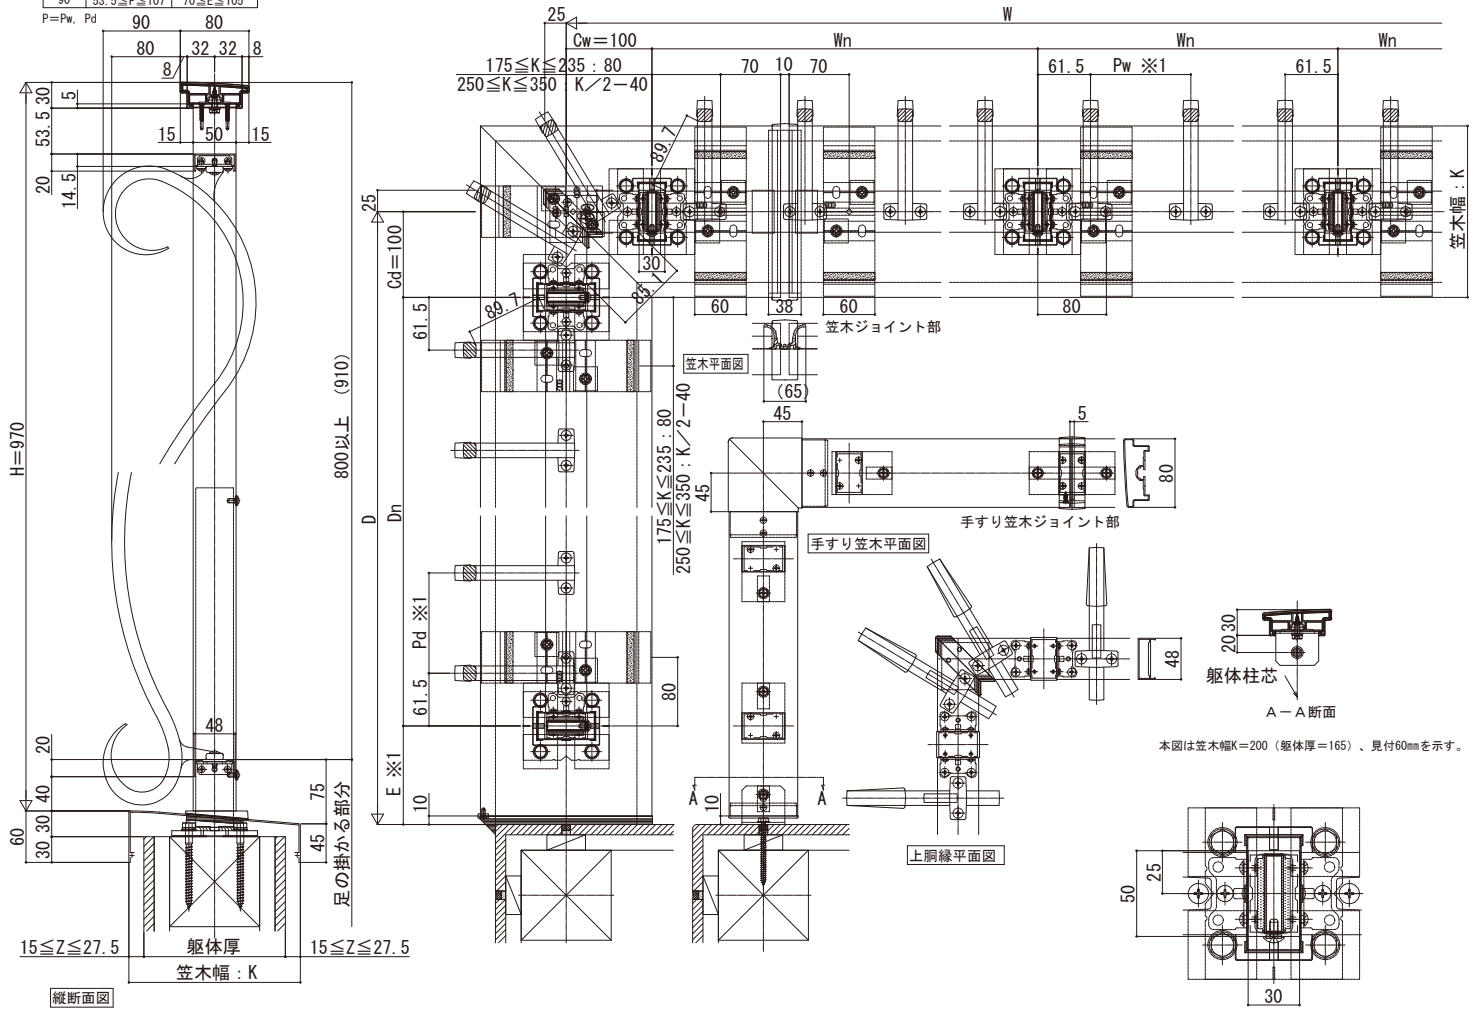 90 53.5≦P≦107 70≦E≦105
P=Pw, Pd
90 80
80 32 32 8
8
30
5
53.5
15 50 15
20
14.5
H=970
800以上 (910)
48
20
40
75
60
30
30
45
足の掛かる部分
15≦Z≦27.5 躯体厚 15≦Z≦27.5
笠木幅：K
縦断面図
25 W
Cw=100 Wn Wn Wn
175≦K≦235：80 70 10 70 61.5 Pw ※1 61.5
250≦K≦350：K/2−40
89.7
25
Cd=100
30
85.1
89.7
61.5
60 38 60 80
笠木幅：K
笠木ジョイント部
笠木平面図
(65)
D
Dn
175≦K≦235：80
250≦K≦350：K/2−40
Pd ※1
61.5
80
E ※1
10
45 5
45
80
手すり笠木ジョイント部
手すり笠木平面図
A A
10
48
上胴縁平面図
30
20
躯体柱芯
A−A断面
本図は笠木幅K=200（躯体厚=165）、見付60mmを示す。
50
25
30